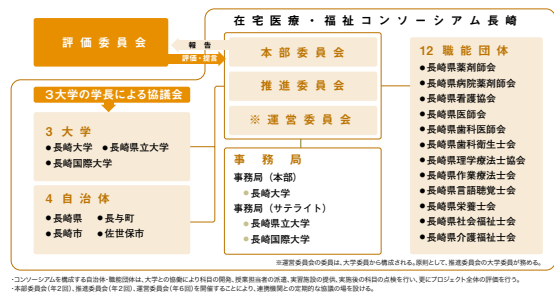 在宅医療・福祉コンソーシアム長崎
評価委員会
報告
評価・提言
本部委員会
推進委員会
※運営委員会
3大学の学長による協議会
3 大学
●長崎大学 ●長崎県立大学
●長崎国際大学
4 自治体
●長崎県 ●長与町
●長崎市 ●佐世保市
事務局
事務局（本部）
●長崎大学
事務局（サテライト）
●長崎県立大学
●長崎国際大学
12 職能団体
●長崎県薬剤師会
●長崎県病院薬剤師会
●長崎県看護協会
●長崎県医師会
●長崎県歯科医師会
●長崎県歯科衛生士会
●長崎県理学療法士協会
●長崎県作業療法士会
●長崎県言語聴覚士会
●長崎県栄養士会
●長崎県社会福祉士会
●長崎県介護福祉士会
※運営委員会の委員は、大学委員から構成される。原則として、推進委員会の大学委員が務める。
・コンソーシアムを構成する自治体・職能団体は、大学との協働により科目の開発、授業担当者の派遣、実習施設の提供、実施後の科目の点検を行い、更にプロジェクト全体の評価を行う。
・本部委員会（年2回）、推進委員会（年2回）、運営委員会（年6回）を開催することにより、連携機関との定期的な協議の場を設ける。